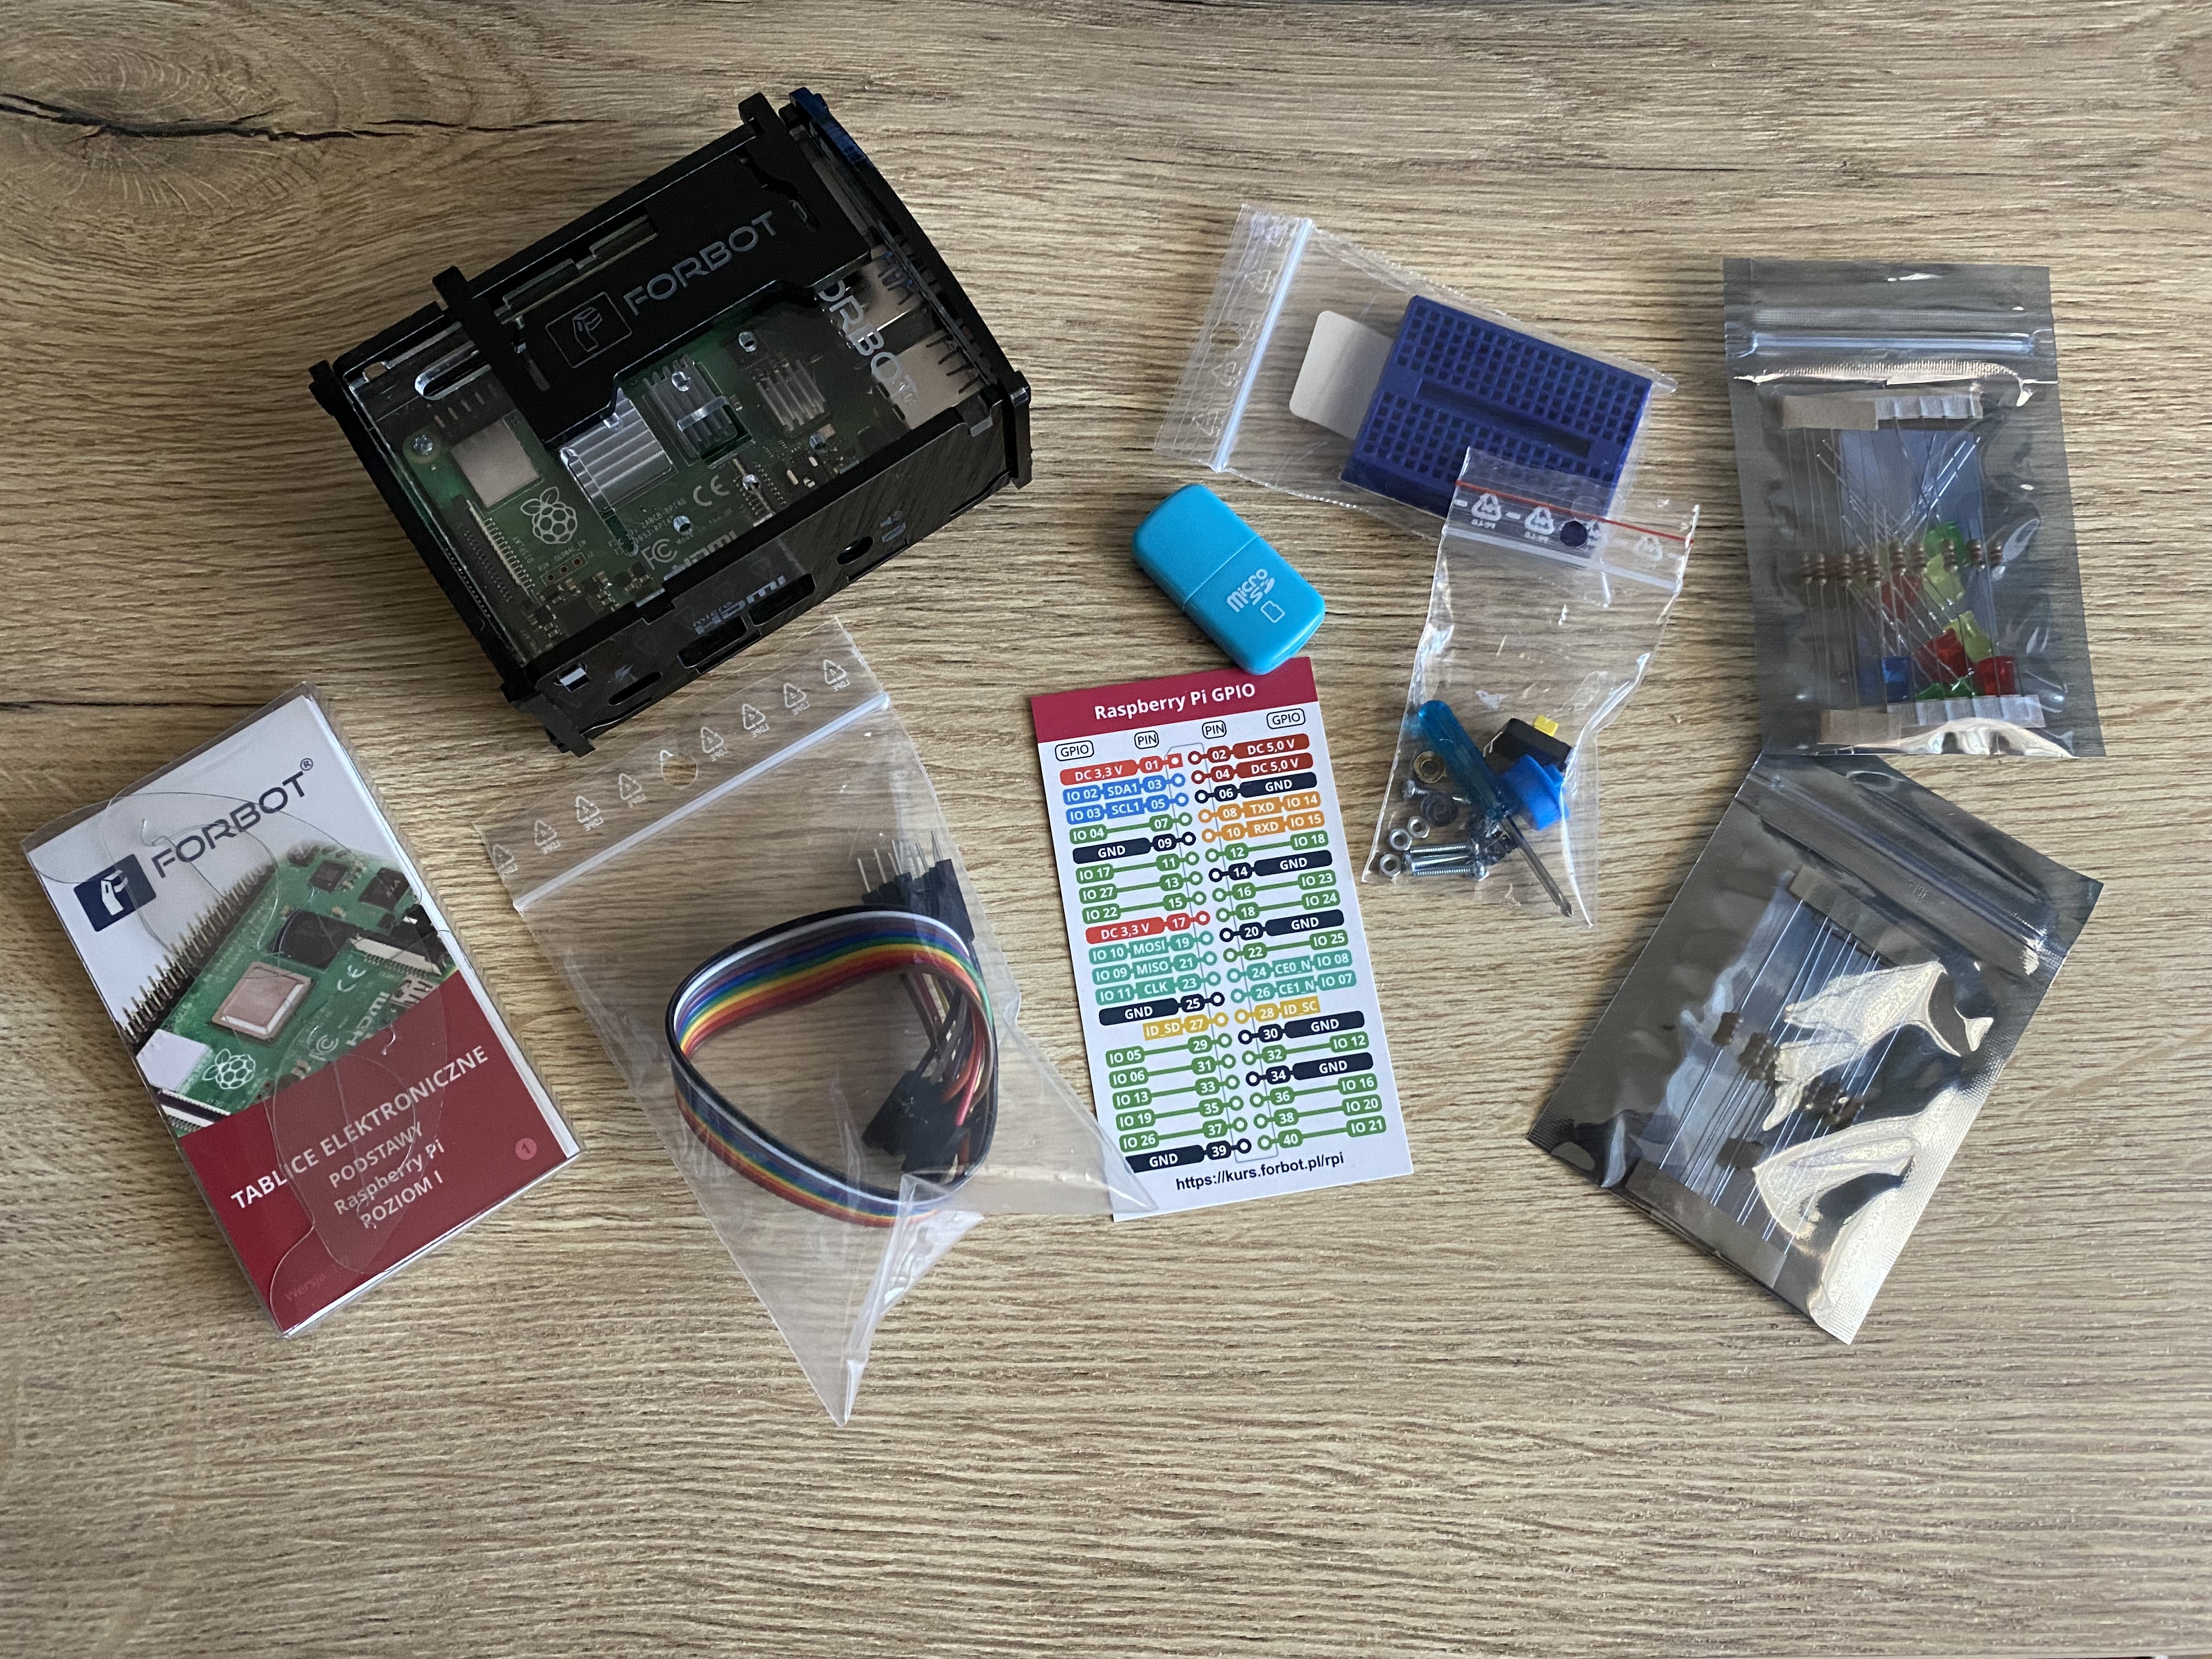 FORBOT
FORBOT
CE
FC
HDMI
micro
SD
FORBOT®
CE
FC
HDMI
TABLICE ELEKTRONICZNE
PODSTAWY
Raspberry Pi
POZIOM I
1
Wersja
Raspberry Pi GPIO
GPIO PIN PIN GPIO
DC 3,3 V 01 02 DC 5,0 V
IO 02 SDA1 03 04 DC 5,0 V
IO 03 SCL1 05 06 GND
IO 04 07 08 TXD IO 14
GND 09 10 RXD IO 15
IO 17 11 12 IO 18
IO 27 13 14 GND
IO 22 15 16 IO 23
DC 3,3 V 17 18 IO 24
IO 10 MOSI 19 20 GND
IO 09 MISO 21 22 IO 25
IO 11 CLK 23 24 CE0_N IO 08
GND 25 26 CE1_N IO 07
ID_SD 27 28 ID_SC
IO 05 29 30 GND
IO 06 31 32 IO 12
IO 13 33 34 GND
IO 19 35 36 IO 16
IO 26 37 38 IO 20
GND 39 40 IO 21
https://kurs.forbot.pl/rpi